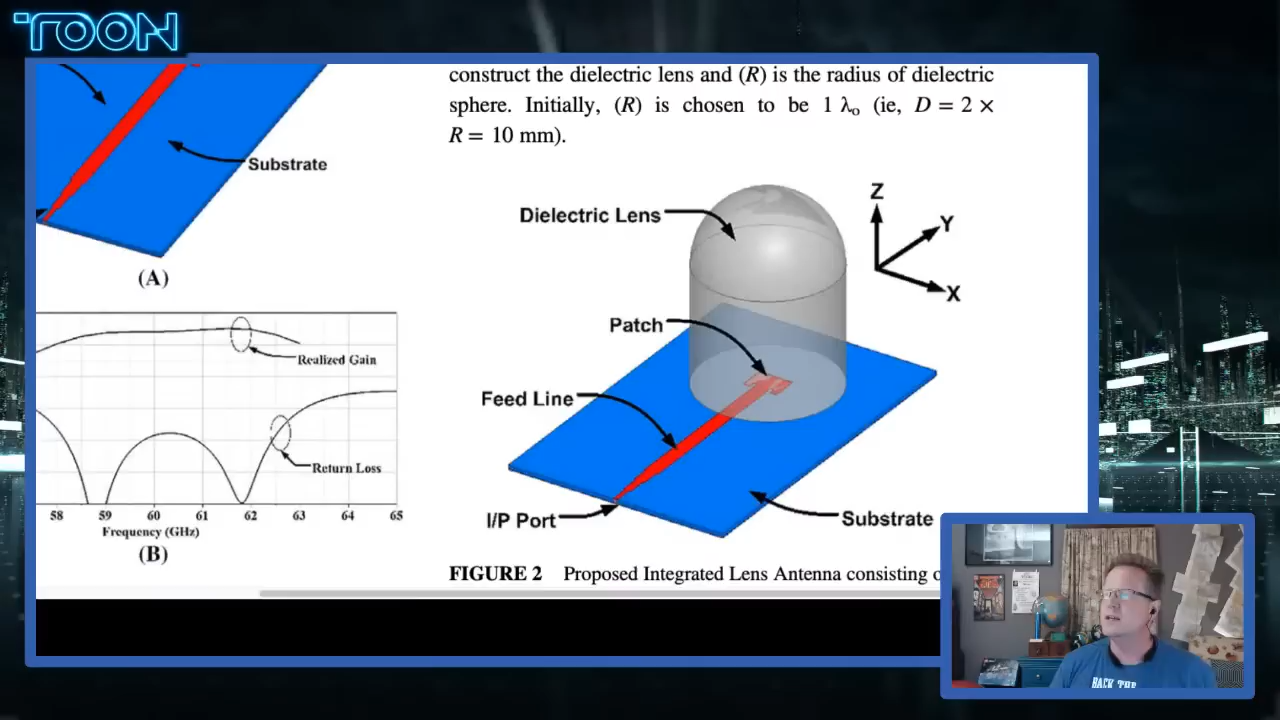 TOON
construct the dielectric lens and (R) is the radius of dielectric
sphere. Initially, (R) is chosen to be 1 λo (ie, D = 2 ×
R = 10 mm).
Substrate
(A)
Realized Gain
Return Loss
58 59 60 61 62 63 64 65
Frequency (GHz)
(B)
Z
Y
X
Dielectric Lens
Patch
Feed Line
I/P Port
Substrate
FIGURE 2 Proposed Integrated Lens Antenna consisting
HACK THE